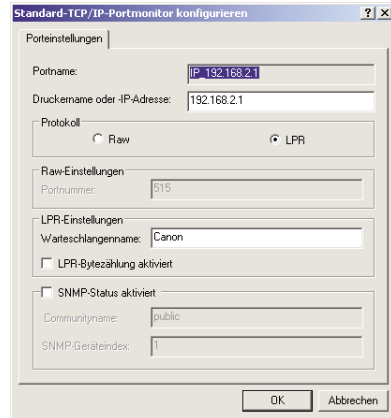 Standard-TCP/IP-Portmonitor konfigurieren
Porteinstellungen
Portname: IP_192.168.2.1
Druckername oder -IP-Adresse: 192.168.2.1
Protokoll
Raw LPR
Raw-Einstellungen
Portnummer: 515
LPR-Einstellungen
Warteschlangenname: Canon
LPR-Bytezählung aktiviert
SNMP-Status aktiviert
Communityname: public
SNMP-Geräteindex: 1
OK Abbrechen